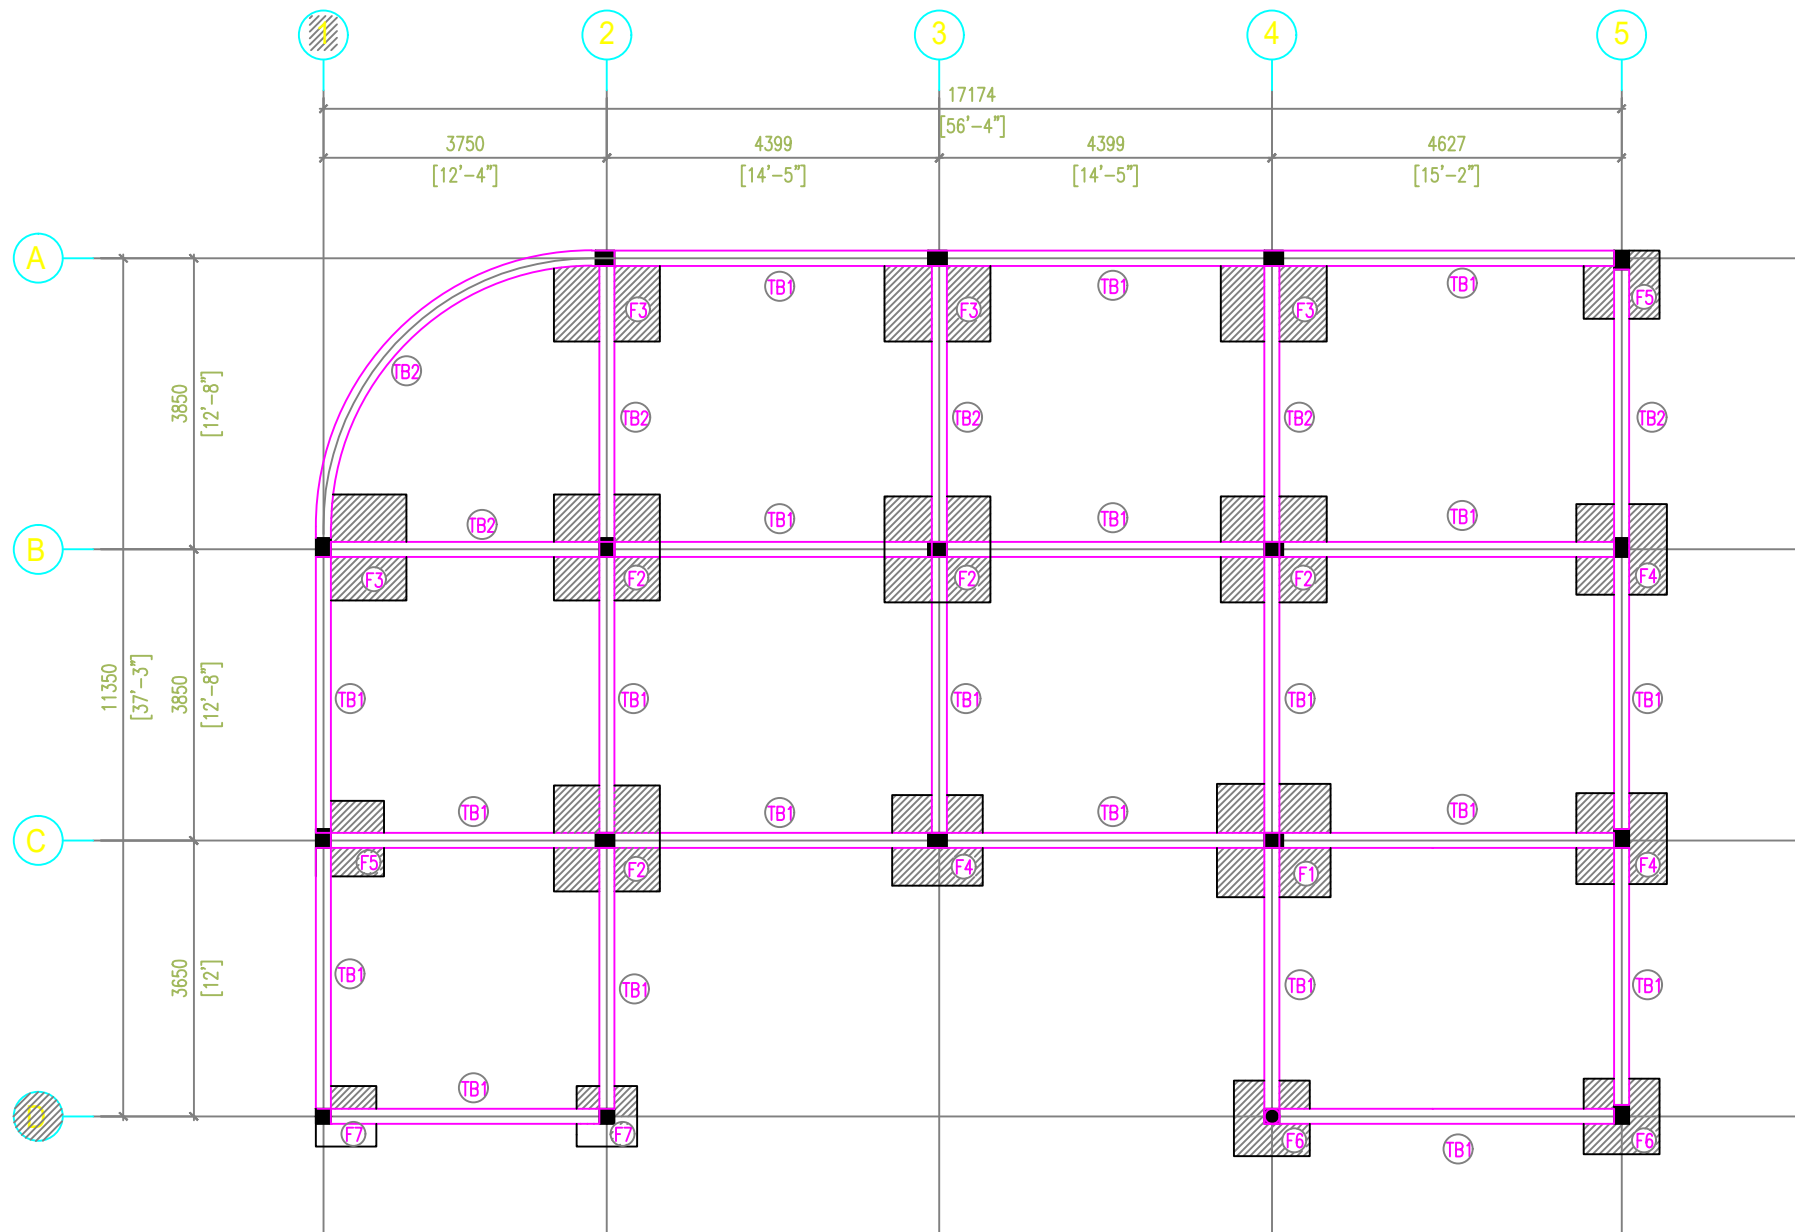 1 2 3 4 5
17174
[56'-4"]
3750 4399 4399 4627
[12'-4"] [14'-5"] [14'-5"] [15'-2"]
A
F3 TB1 F3 TB1 F3 TB1 F5
TB2
3850
[12'-8"]
TB2 TB2 TB2 TB2
TB2 TB1 TB1 TB1
B
F3 F2 F2 F2 F4
11350
[37'-3"]
3850
[12'-8"]
TB1 TB1 TB1 TB1 TB1
TB1 TB1 TB1 TB1
C
F5 F2 F4 F1 F4
3650
[12']
TB1 TB1 TB1 TB1
TB1
D
F7 F7 F6 TB1 F6